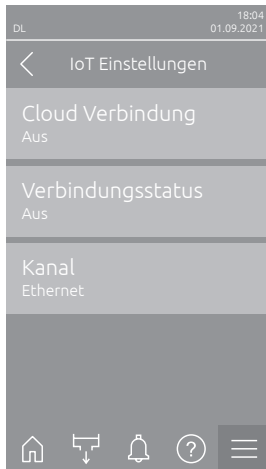 18:04
DL 01.09.2021
IoT Einstellungen
Cloud Verbindung
Aus
Verbindungsstatus
Aus
Kanal
Ethernet
?